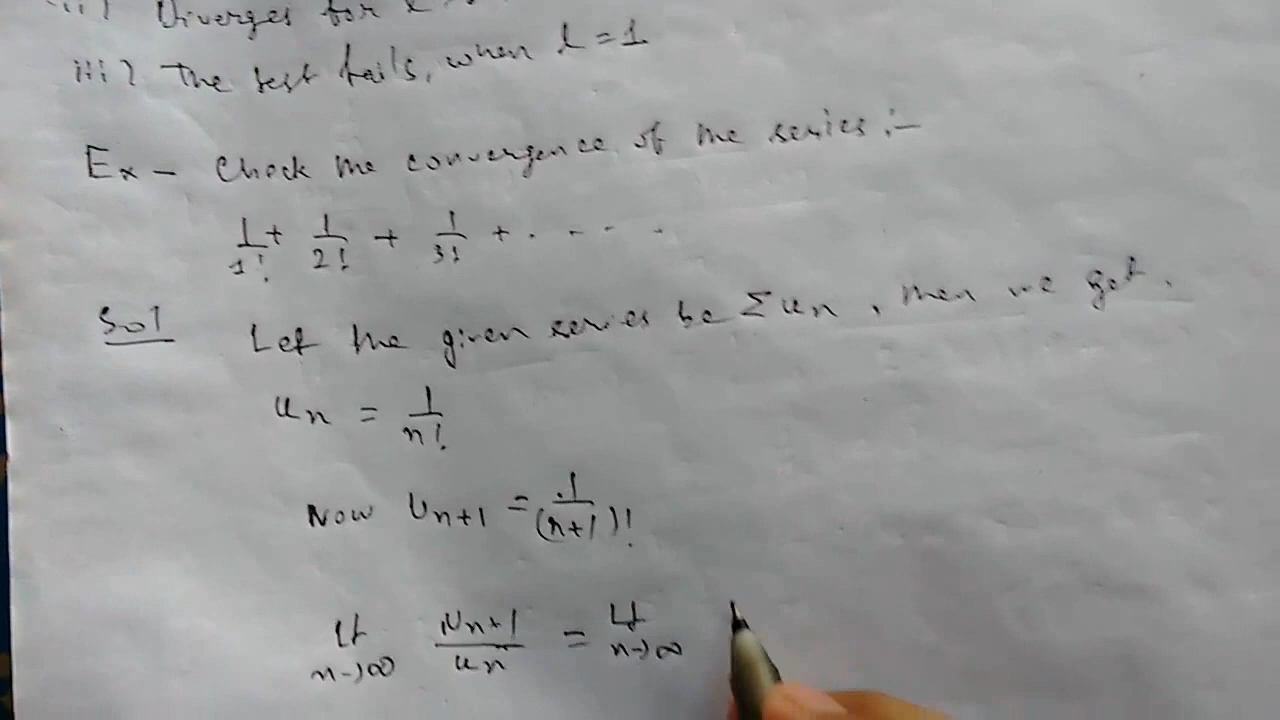 Diverges for
iii) The test fails, when l = 1
Ex - Check the convergence of the series :-
1/1! + 1/2! + 1/3! + . . . . .
Sol Let the given series be Σ un , then we get ,
un = 1/n!
Now Un+1 = 1/(n+1)!
Lt n→∞ Un+1/un = Lt n→∞